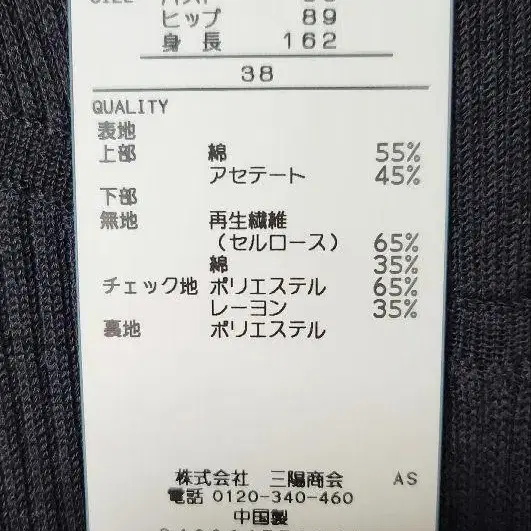 SIZE
ヒップ 89
身長 162
38
QUALITY
表地
上部 綿 55%
アセテート 45%
下部
無地 再生繊維
（セルロース） 65%
綿 35%
チェック地 ポリエステル 65%
レーヨン 35%
裏地 ポリエステル
株式会社 三陽商会 AS
電話 0120-340-460
中国製